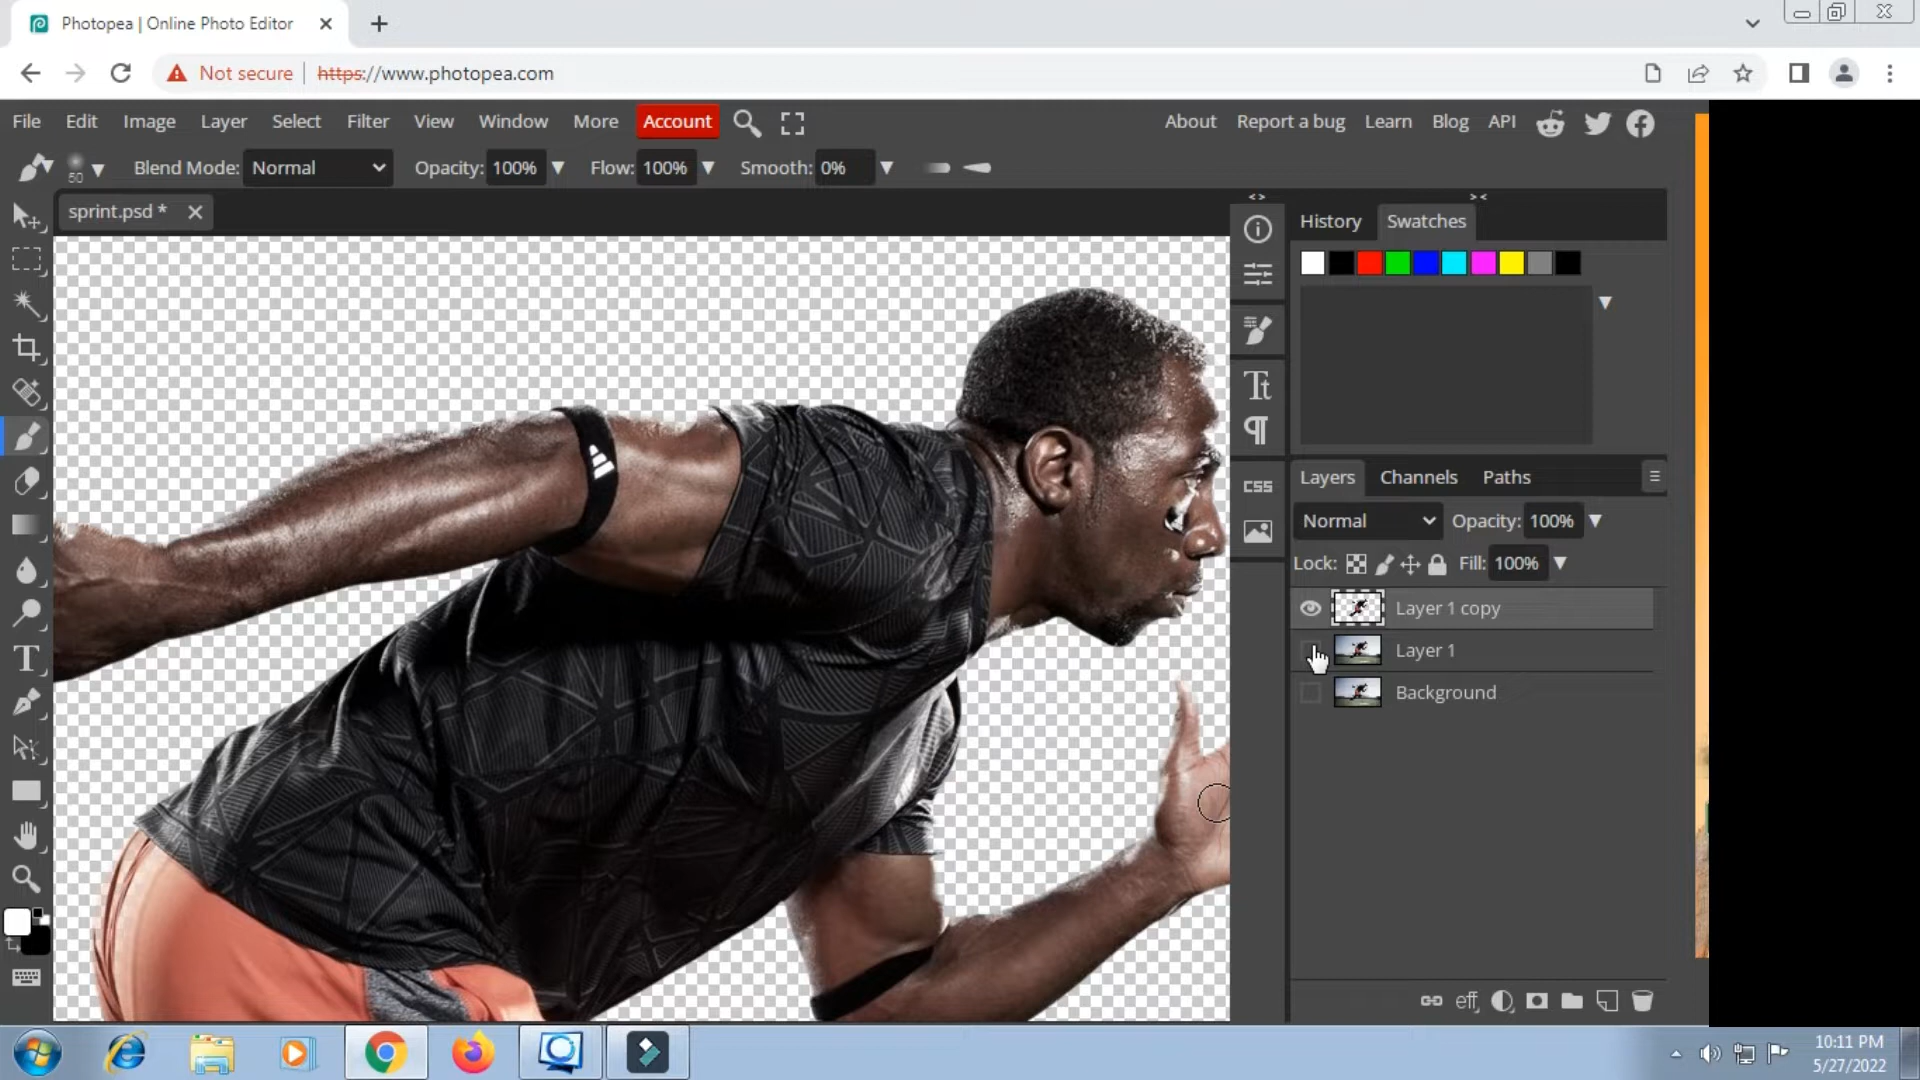 Photopea | Online Photo Editor
Not secure https://www.photopea.com
File Edit Image Layer Select Filter View Window More Account About Report a bug Learn Blog API
50 Blend Mode: Normal Opacity: 100% Flow: 100% Smooth: 0%
sprint.psd *
History Swatches
CSS
Layers Channels Paths
Normal Opacity: 100%
Lock: Fill: 100%
Layer 1 copy
Layer 1
Background
eff
10:11 PM
5/27/2022